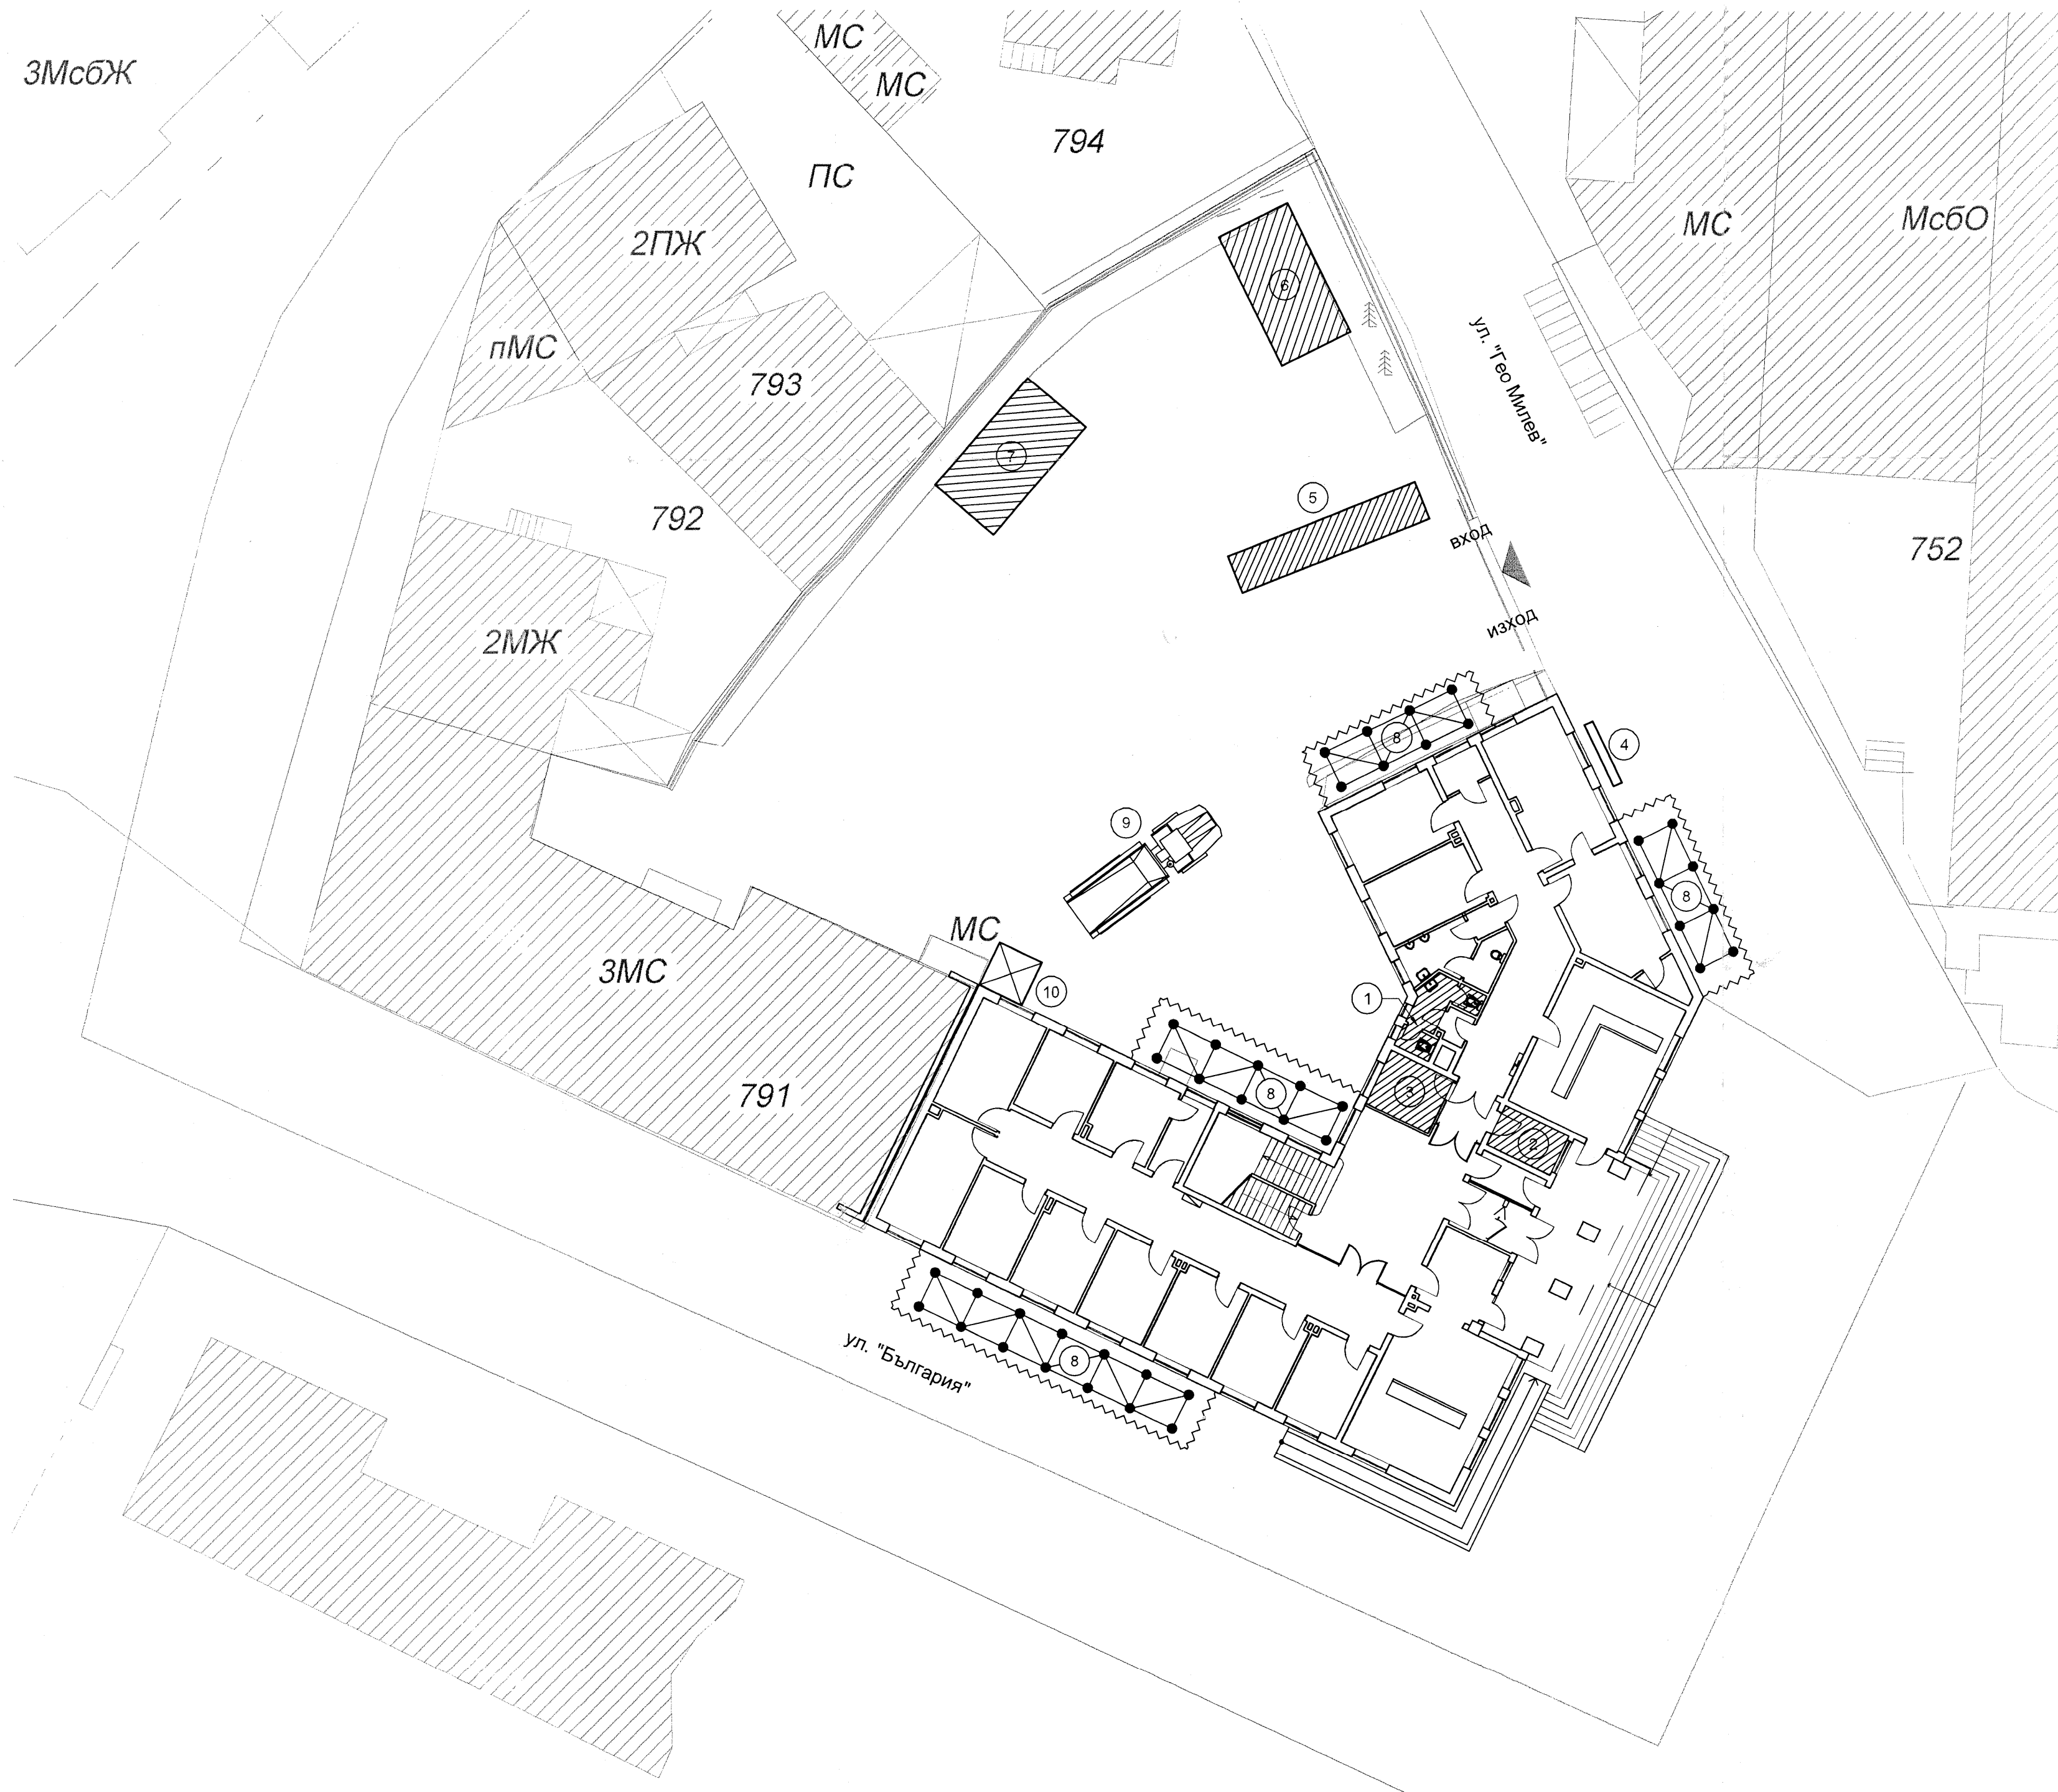 МС
3МсбЖ
МС
794
ПС
МС
МсбО
2ПЖ
6
ул. "Гео Милев"
пМС
793
7
5
792
вход
752
изход
2МЖ
8
4
9
8
МС
3МС
10
1
8
3
791
2
ул. "България"
8